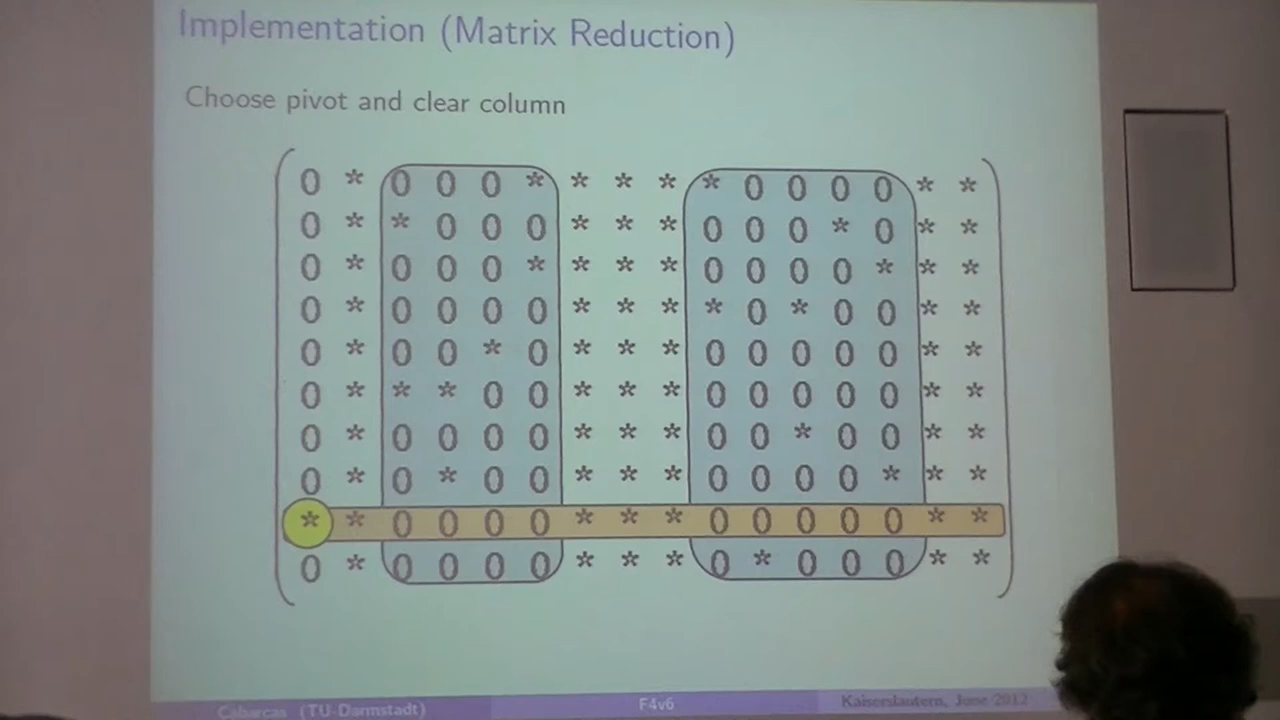 Implementation (Matrix Reduction)
Choose pivot and clear column
0 * 0 0 0 * * * * * 0 0 0 0 * *
0 * * 0 0 0 * * * 0 0 0 * 0 * *
0 * 0 0 0 * * * * 0 0 0 0 * * *
0 * 0 0 0 0 * * * * 0 * 0 0 * *
0 * 0 0 * 0 * * * 0 0 0 0 0 * *
0 * * * 0 0 * * * 0 0 0 0 0 * *
0 * 0 0 0 0 * * * 0 0 * 0 0 * *
0 * 0 * 0 0 * * * 0 0 0 0 * * *
* * 0 0 0 0 * * * 0 0 0 0 0 * *
0 * 0 0 0 0 * * * 0 * 0 0 0 * *
Cabarcas (TU-Darmstadt) F4v6 Kaiserslautern, June 2012